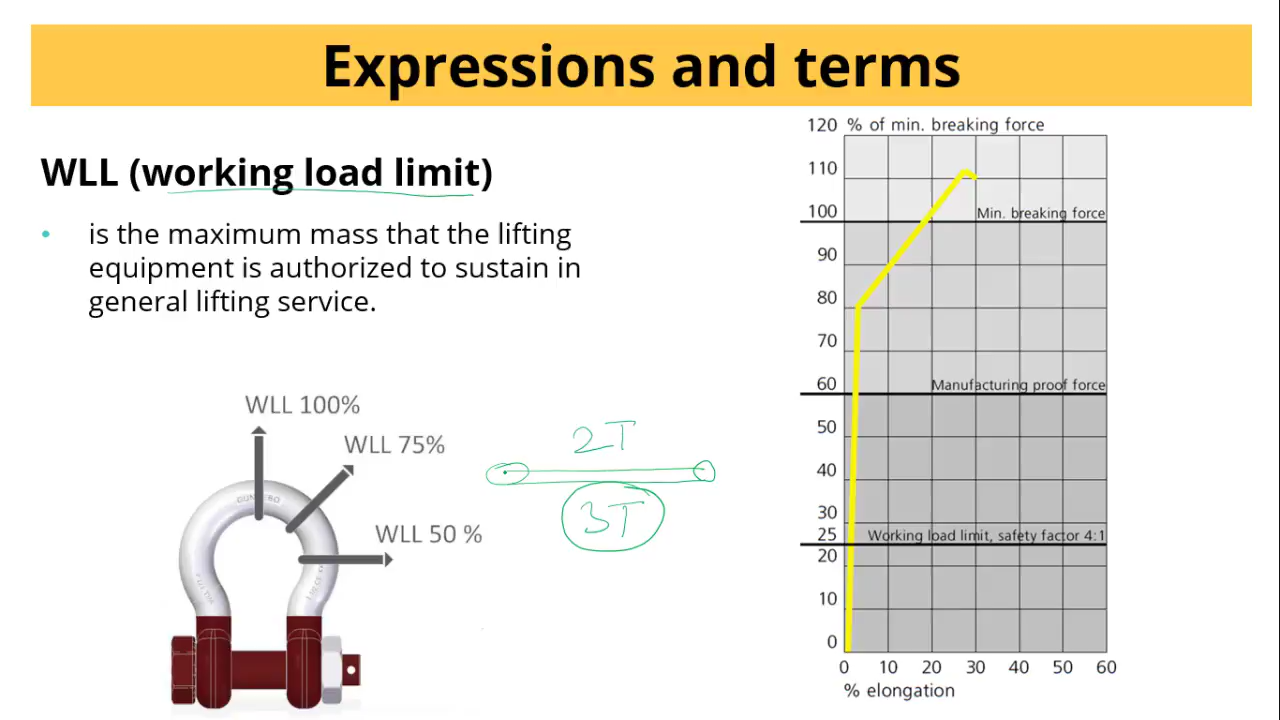 Expressions and terms
WLL (working load limit)
• is the maximum mass that the lifting
equipment is authorized to sustain in
general lifting service.
WLL 100%
WLL 75%
WLL 50 %
2T
3T
120 % of min. breaking force
110
100 Min. breaking force
90
80
70
60 Manufacturing proof force
50
40
30
25 Working load limit, safety factor 4:1
20
10
0
0 10 20 30 40 50 60
% elongation